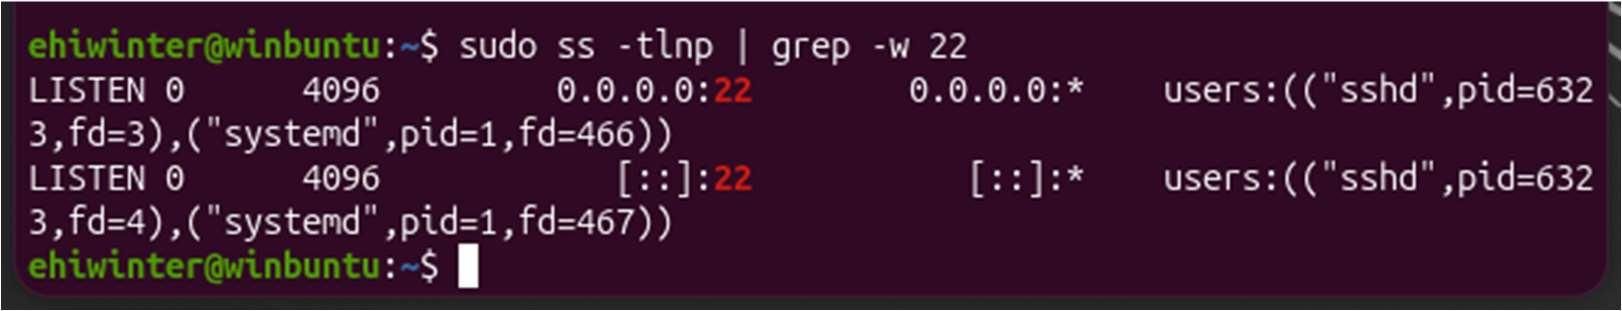 ehiwinter@winbuntu:~$ sudo ss -tlnp | grep -w 22
LISTEN 0      4096         0.0.0.0:22        0.0.0.0:*    users:(("sshd",pid=632
3,fd=3),("systemd",pid=1,fd=466))
LISTEN 0      4096            [::]:22           [::]:*    users:(("sshd",pid=632
3,fd=4),("systemd",pid=1,fd=467))
ehiwinter@winbuntu:~$